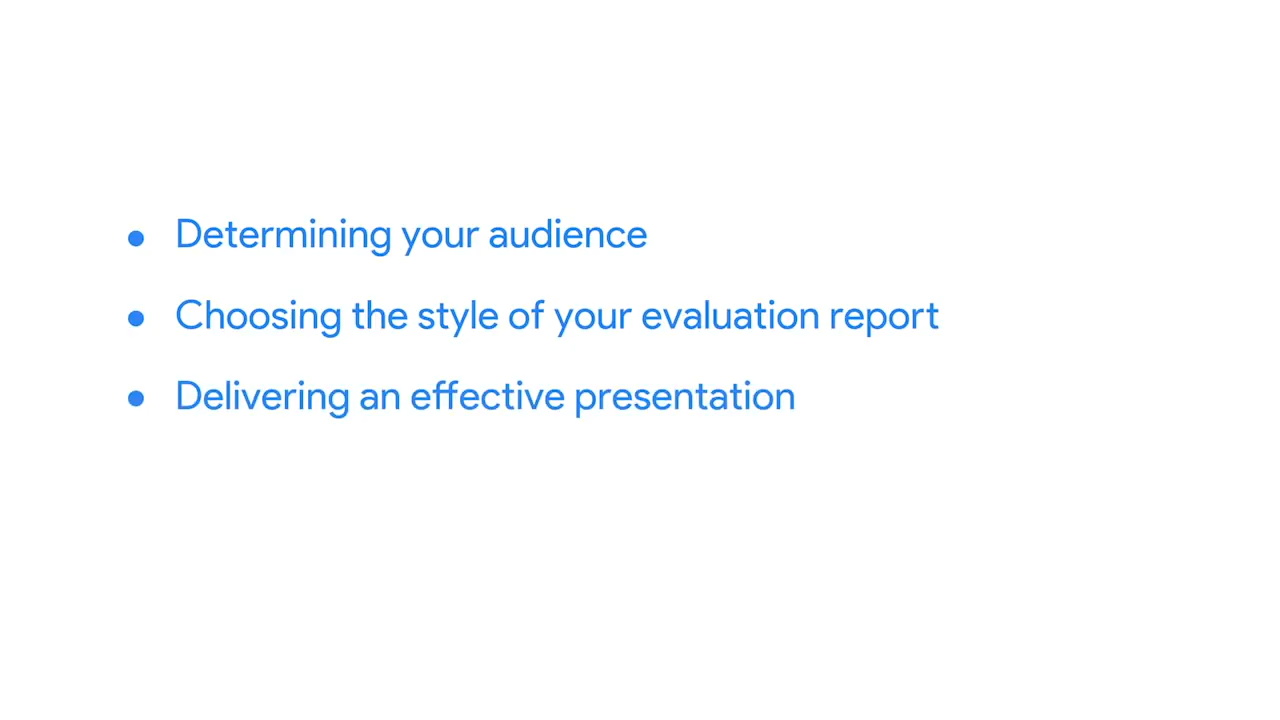 • Determining your audience
• Choosing the style of your evaluation report
• Delivering an effective presentation